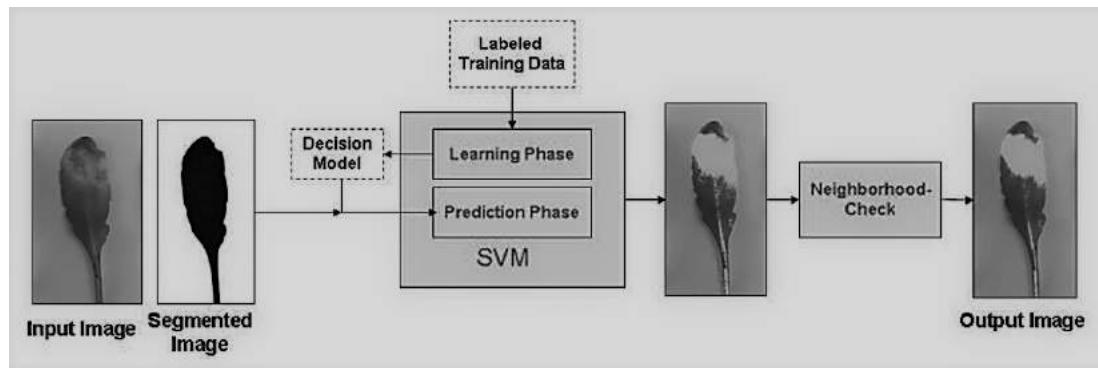 Labeled
Training Data
Decision
Model
Learning Phase
Prediction Phase
SVM
Neighborhood-
Check
Input Image
Segmented
Image
Output Image